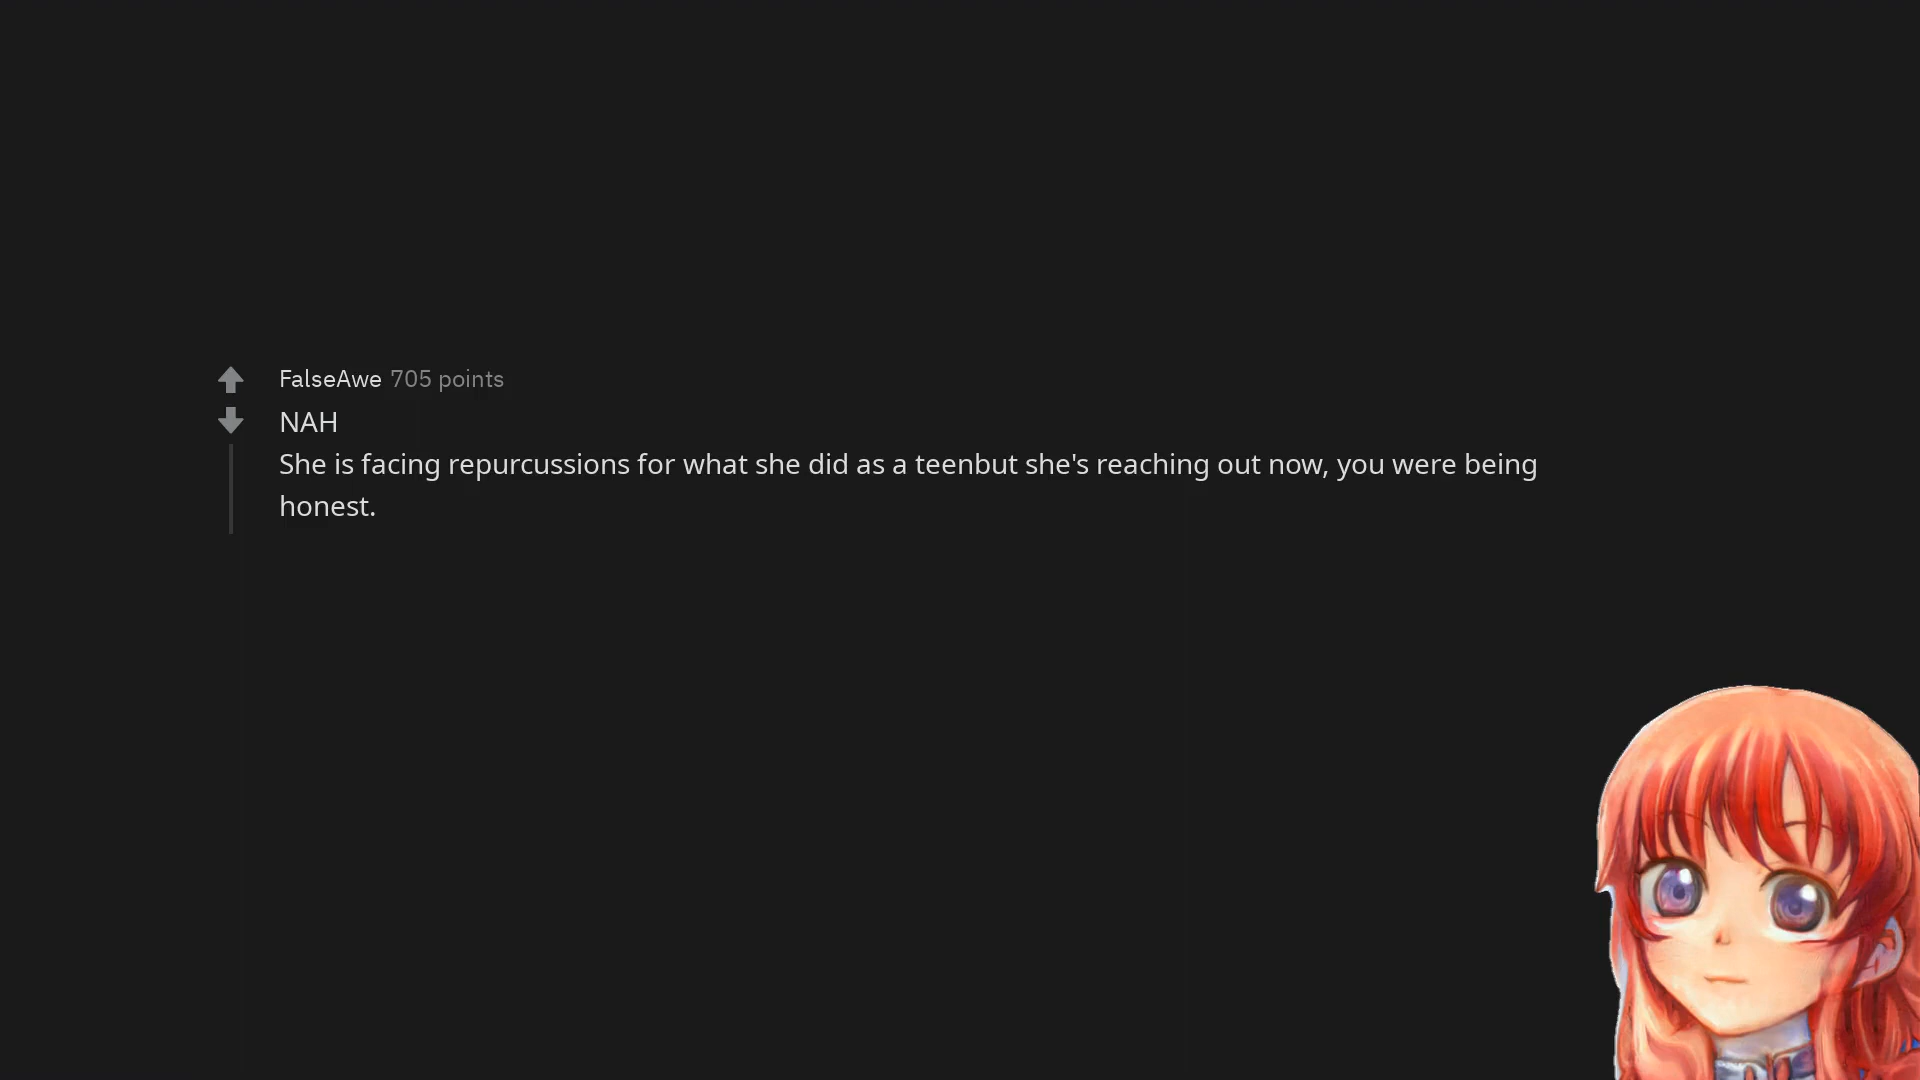 FalseAwe 705 points
NAH
She is facing repurcussions for what she did as a teenbut she's reaching out now, you were being
honest.